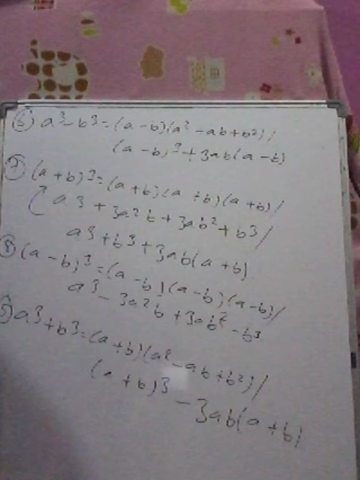 6) a³-b³=(a-b)(a²-ab+b²)/
(a-b)³+3ab(a-b)
7) (a+b)³=(a+b)(a+b)(a+b)/
(a3+3a²b+3ab²+b3/
a3+b3+3ab(a+b)
8) (a-b)³=(a-b)(a-b)(a-b)/
a3-3a²b+3ab²-b3
5) a3+b3=(a+b)(a²-ab+b²)/
(a+b)3-3ab(a+b)